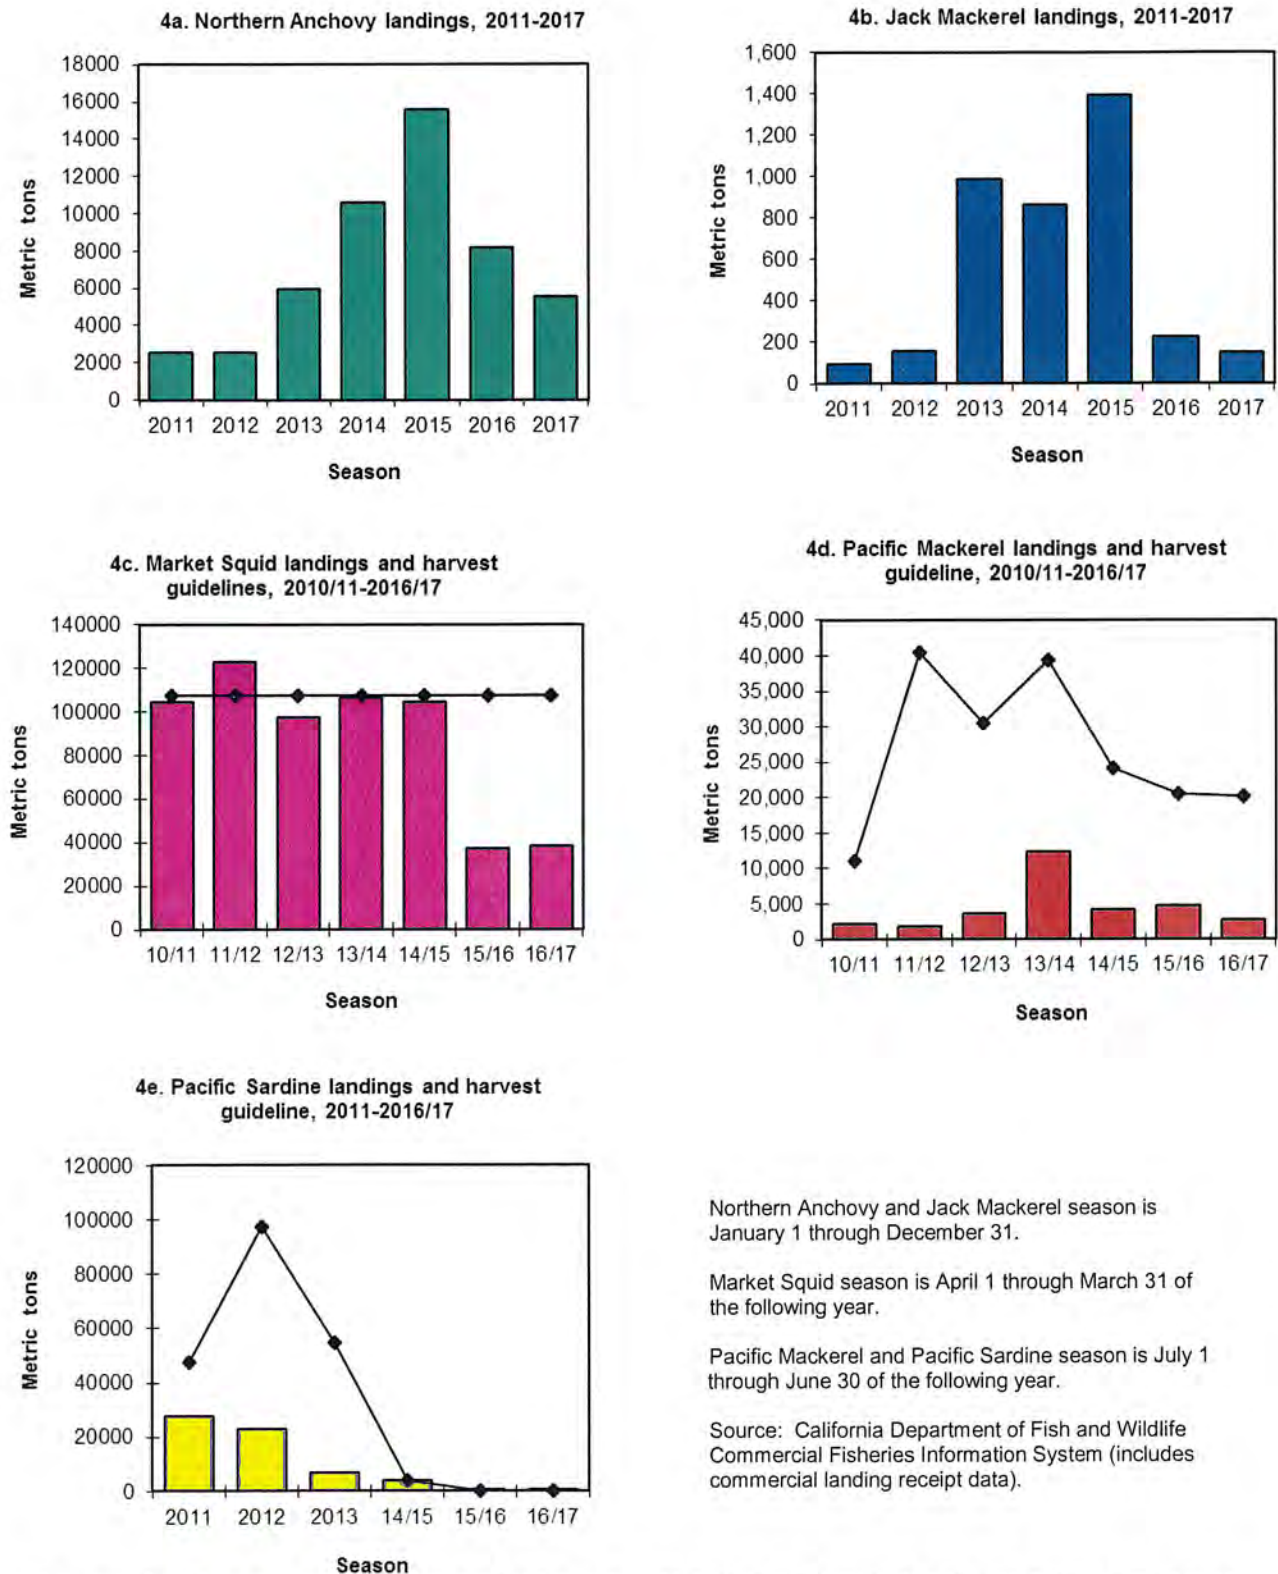 4a. Northern Anchovy landings, 2011-2017
18000
16000
14000
12000
10000
8000
6000
4000
2000
0
Metric tons
2011 2012 2013 2014 2015 2016 2017
Season
4b. Jack Mackerel landings, 2011-2017
1,600
1,400
1,200
1,000
800
600
400
200
0
Metric tons
2011 2012 2013 2014 2015 2016 2017
Season
4c. Market Squid landings and harvest
guidelines, 2010/11-2016/17
140000
120000
100000
80000
60000
40000
20000
0
Metric tons
10/11 11/12 12/13 13/14 14/15 15/16 16/17
Season
4d. Pacific Mackerel landings and harvest
guideline, 2010/11-2016/17
45,000
40,000
35,000
30,000
25,000
20,000
15,000
10,000
5,000
0
Metric tons
10/11 11/12 12/13 13/14 14/15 15/16 16/17
Season
4e. Pacific Sardine landings and harvest
guideline, 2011-2016/17
120000
100000
80000
60000
40000
20000
0
Metric tons
2011 2012 2013 14/15 15/16 16/17
Season
Northern Anchovy and Jack Mackerel season is
January 1 through December 31.
Market Squid season is April 1 through March 31 of
the following year.
Pacific Mackerel and Pacific Sardine season is July 1
through June 30 of the following year.
Source: California Department of Fish and Wildlife
Commercial Fisheries Information System (includes
commercial landing receipt data).